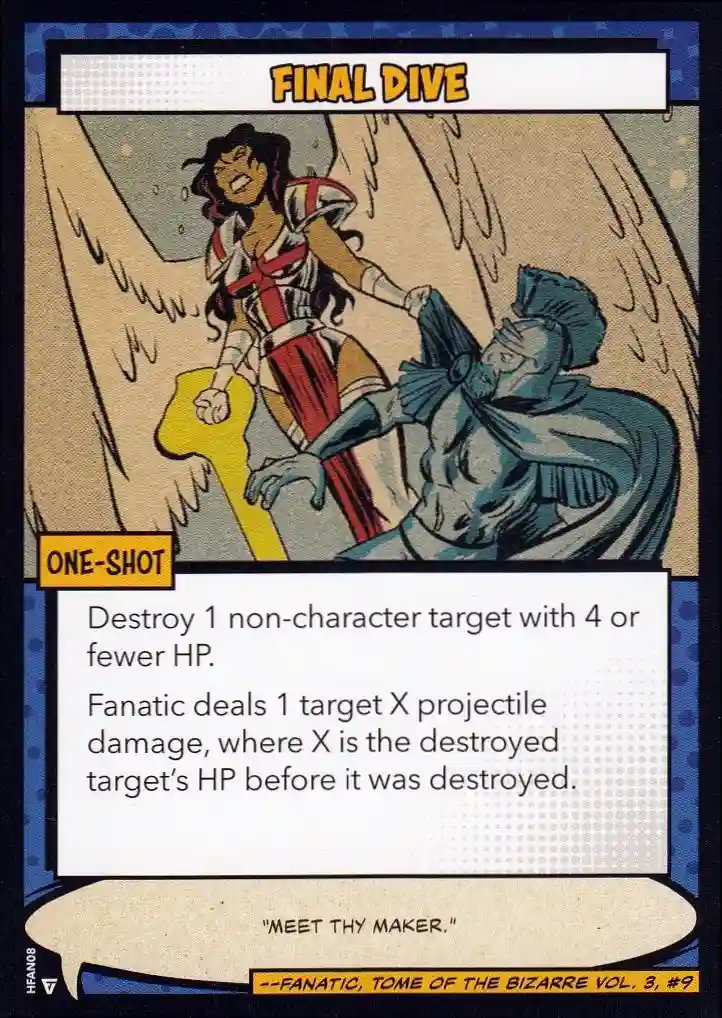 FINAL DIVE
ONE-SHOT
Destroy 1 non-character target with 4 or
fewer HP.
Fanatic deals 1 target X projectile
damage, where X is the destroyed
target's HP before it was destroyed.
"MEET THY MAKER."
--FANATIC, TOME OF THE BIZARRE VOL. 3, #9
HFAN08